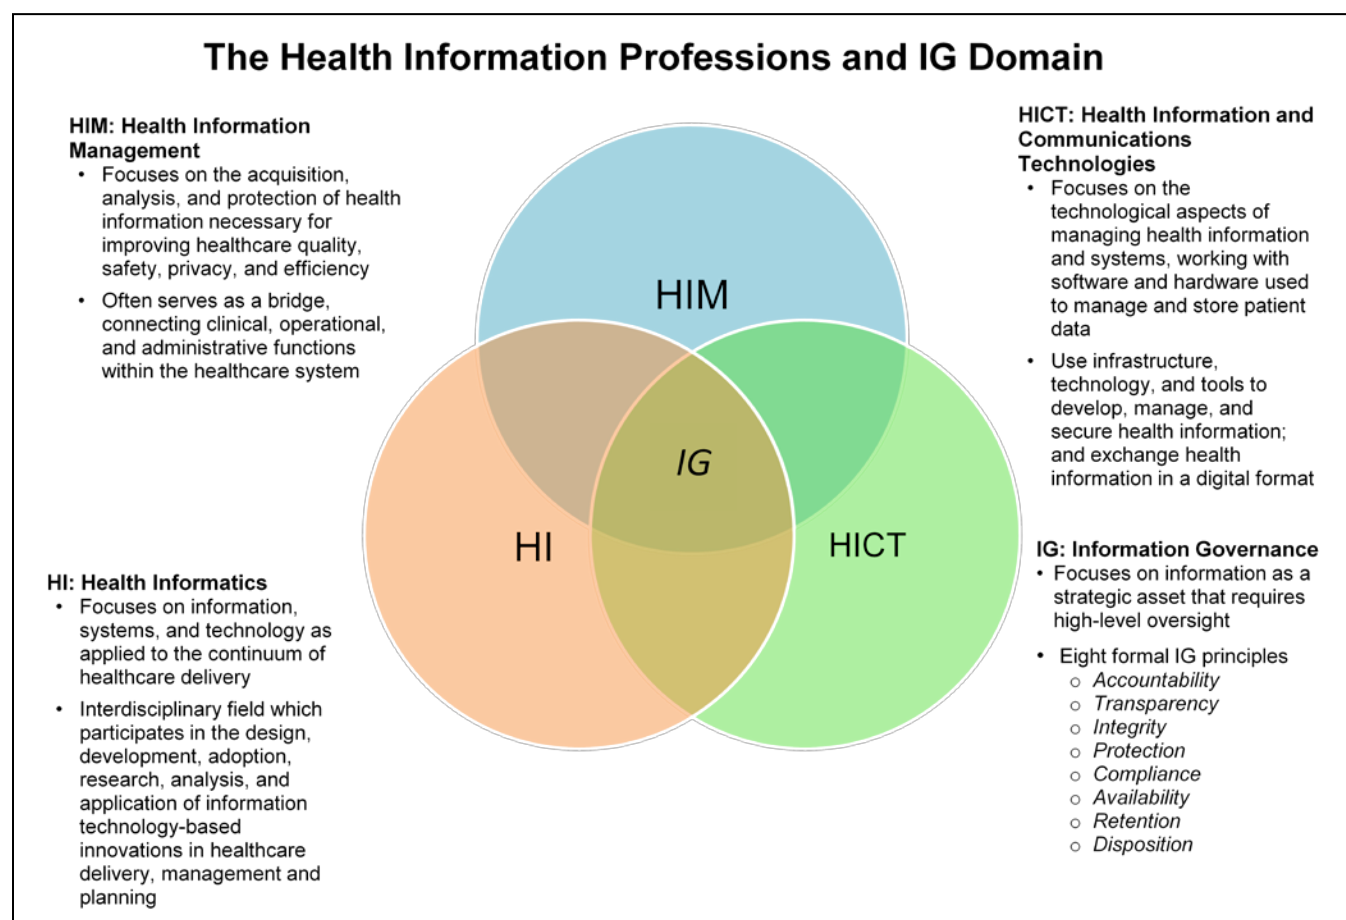 The Health Information Professions and IG Domain
HIM: Health Information
Management
• Focuses on the acquisition,
analysis, and protection of health
information necessary for
improving healthcare quality,
safety, privacy, and efficiency
• Often serves as a bridge,
connecting clinical, operational,
and administrative functions
within the healthcare system
HICT: Health Information and
Communications
Technologies
• Focuses on the
technological aspects of
managing health information
and systems, working with
software and hardware used
to manage and store patient
data
• Use infrastructure,
technology, and tools to
develop, manage, and
secure health information;
and exchange health
information in a digital format
HIM
IG
HI
HICT
HI: Health Informatics
• Focuses on information,
systems, and technology as
applied to the continuum of
healthcare delivery
• Interdisciplinary field which
participates in the design,
development, adoption,
research, analysis, and
application of information
technology-based
innovations in healthcare
delivery, management and
planning
IG: Information Governance
• Focuses on information as a
strategic asset that requires
high-level oversight
• Eight formal IG principles
o Accountability
o Transparency
o Integrity
o Protection
o Compliance
o Availability
o Retention
o Disposition